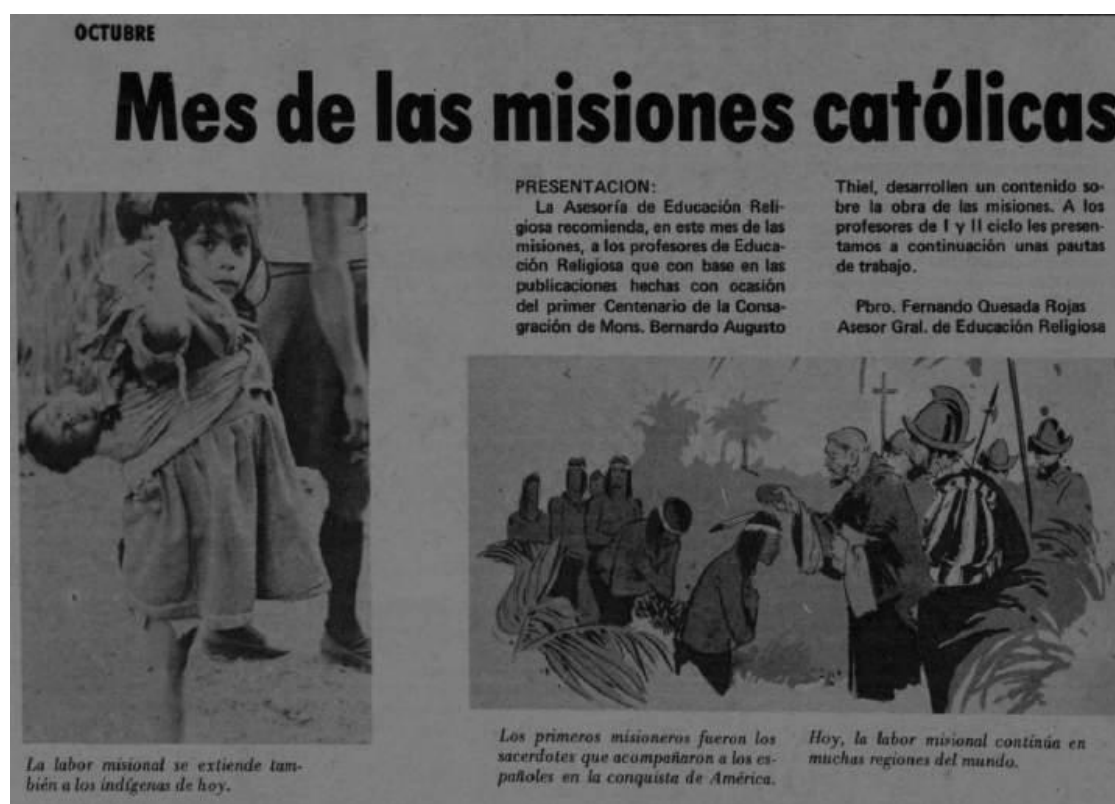 OCTUBRE
Mes de las misiones católicas
PRESENTACION:
La Asesoría de Educación Reli-
giosa recomienda, en este mes de las
misiones, a los profesores de Educa-
ción Religiosa que con base en las
publicaciones hechas con ocasión
del primer Centenario de la Consa-
gración de Mons. Bernardo Augusto
Thiel, desarrollen un contenido so-
bre la obra de las misiones. A los
profesores de I y II ciclo les presen-
tamos a continuación unas pautas
de trabajo.
Pbro. Fernando Quesada Rojas
Asesor Gral. de Educación Religiosa
La labor misional se extiende tam-
bién a los indígenas de hoy.
Los primeros misioneros fueron los
sacerdotes que acompañaron a los es-
pañoles en la conquista de América.
Hoy, la labor misional continúa en
muchas regiones del mundo.